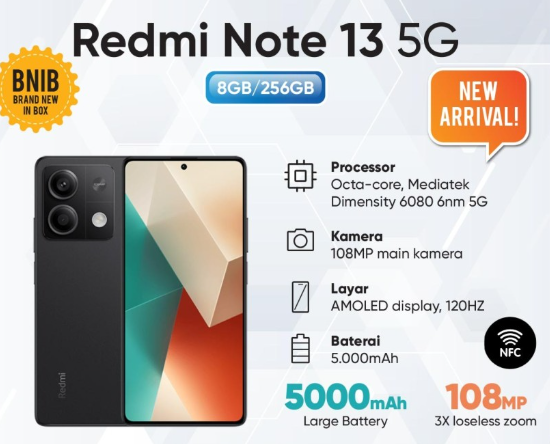 Redmi Note 13 5G
8GB/256GB
BNIB
BRAND NEW
IN BOX
NEW
ARRIVAL!
Processor
Octa-core, Mediatek
Dimensity 6080 6nm 5G
Kamera
108MP main kamera
Layar
AMOLED display, 120HZ
Baterai
5.000mAh
NFC
Redmi
5000mAh
Large Battery
108MP
3X loseless zoom